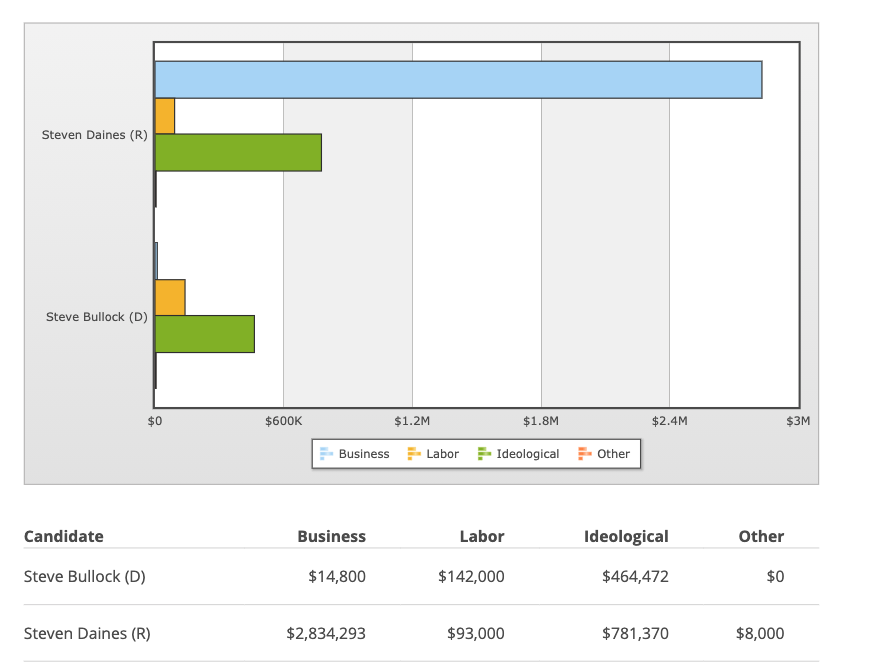 Steven Daines (R)
Steve Bullock (D)
$0 $600K $1.2M $1.8M $2.4M $3M
Business Labor Ideological Other
Candidate Business Labor Ideological Other
Steve Bullock (D) $14,800 $142,000 $464,472 $0
Steven Daines (R) $2,834,293 $93,000 $781,370 $8,000